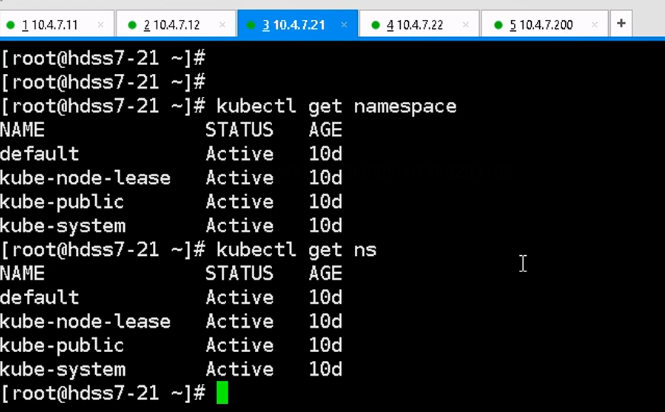 1 10.4.7.11 × 2 10.4.7.12 × 3 10.4.7.21 × 4 10.4.7.22 × 5 10.4.7.200 × +
[root@hdss7-21 ~]#
[root@hdss7-21 ~]#
[root@hdss7-21 ~]# kubectl get namespace
NAME STATUS AGE
default Active 10d
kube-node-lease Active 10d
kube-public Active 10d
kube-system Active 10d
[root@hdss7-21 ~]# kubectl get ns
NAME STATUS AGE
default Active 10d
kube-node-lease Active 10d
kube-public Active 10d
kube-system Active 10d
[root@hdss7-21 ~]#